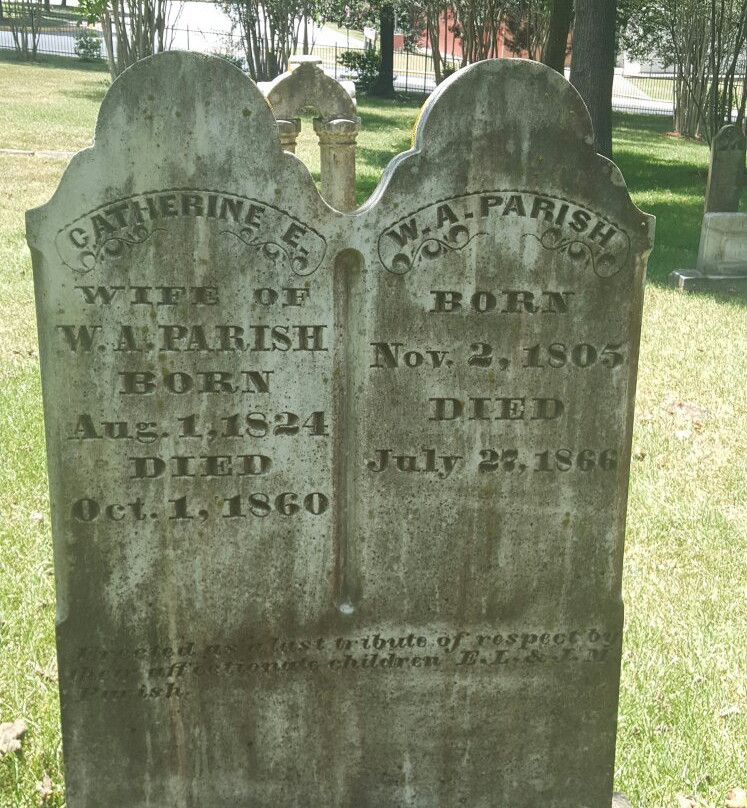 CATHERINE E.
WIFE OF
W. A. PARISH
BORN
Aug. 1, 1824
DIED
Oct. 1, 1860
W. A. PARISH
BORN
Nov. 2, 1805
DIED
July 27, 1866
Erected as a last tribute of respect by
their affectionate children E. L. & J. M
Parish.